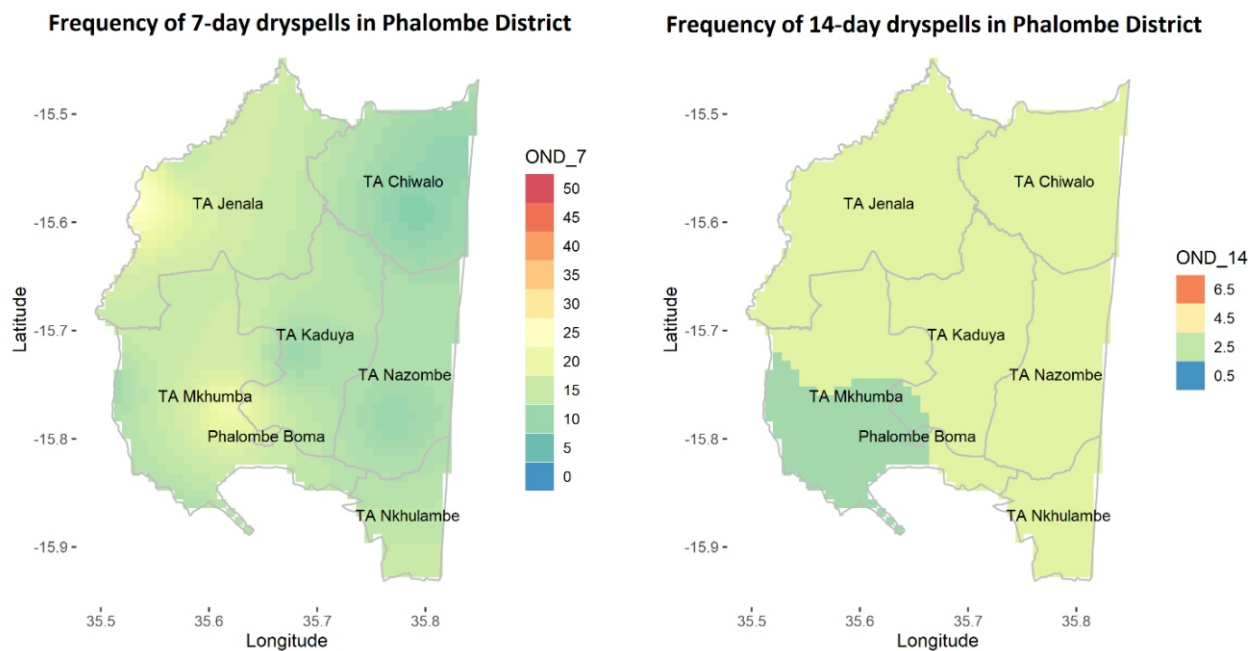 Frequency of 7-day dryspells in Phalombe District
-15.5
-15.6
-15.7
-15.8
-15.9
Latitude
TA Chiwalo
TA Jenala
TA Kaduya
TA Nazombe
TA Mkhumba
Phalombe Boma
TA Nkhulambe
35.5
35.6
35.7
35.8
Longitude
OND_7
50
45
40
35
30
25
20
15
10
5
0
Frequency of 14-day dryspells in Phalombe District
-15.5
-15.6
-15.7
-15.8
-15.9
Latitude
TA Chiwalo
TA Jenala
TA Kaduya
TA Nazombe
TA Mkhumba
Phalombe Boma
TA Nkhulambe
35.5
35.6
35.7
35.8
Longitude
OND_14
6.5
4.5
2.5
0.5